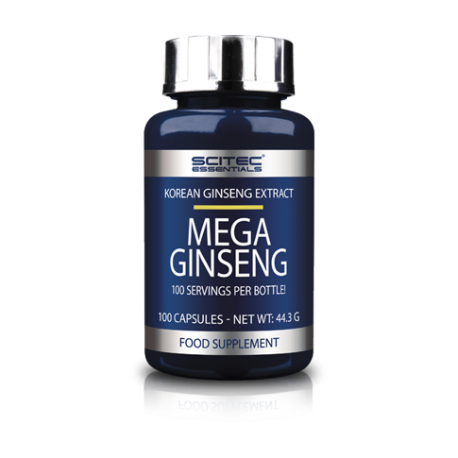 SCITEC
ESSENTIALS
KOREAN GINSENG EXTRACT
MEGA
GINSENG
100 SERVINGS PER BOTTLE!
100 CAPSULES - NET WT: 44.3 G
FOOD SUPPLEMENT